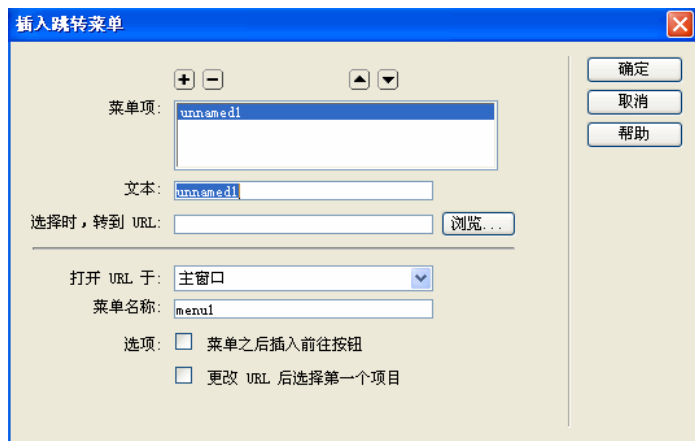 插入跳转菜单
确定
取消
帮助
菜单项:
unnamed1
文本: unnamed1
选择时，转到 URL: 浏览...
打开 URL 于: 主窗口
菜单名称: menu1
选项: 菜单之后插入前往按钮
更改 URL 后选择第一个项目